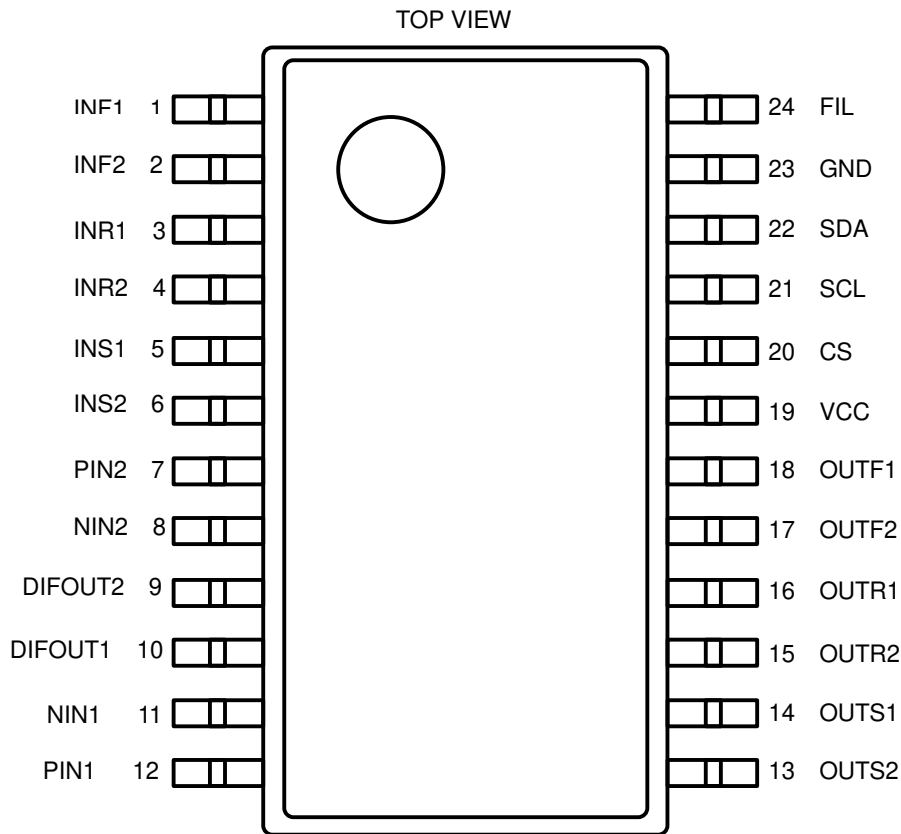 TOP VIEW
INF1 1 24 FIL
INF2 2 23 GND
INR1 3 22 SDA
INR2 4 21 SCL
INS1 5 20 CS
INS2 6 19 VCC
PIN2 7 18 OUTF1
NIN2 8 17 OUTF2
DIFOUT2 9 16 OUTR1
DIFOUT1 10 15 OUTR2
NIN1 11 14 OUTS1
PIN1 12 13 OUTS2